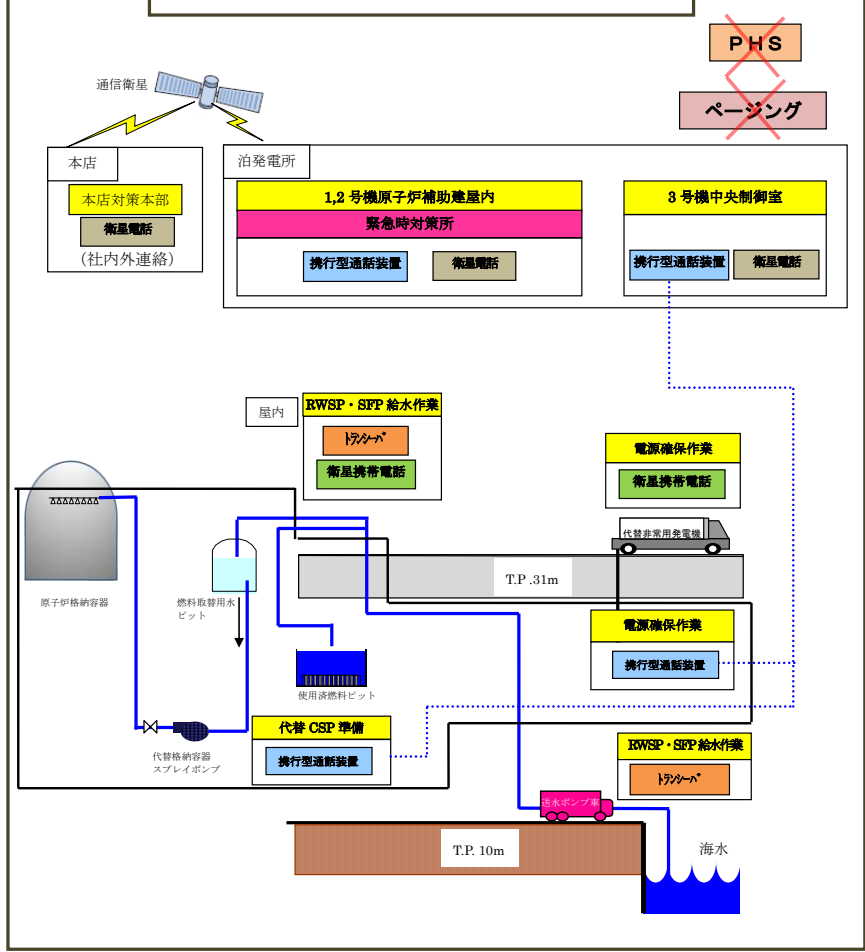 PHS
ページング
通信衛星
本店
本店対策本部
衛星電話
(社内外連絡)
泊発電所
1,2 号機原子炉補助建屋内
緊急時対策所
携行型通話装置
衛星電話
3 号機中央制御室
携行型通話装置
衛星電話
屋内
RWSP・SFP 給水作業
トランシーバ
衛星携帯電話
電源確保作業
衛星携帯電話
代替非常用発電機
T.P .31m
原子炉格納容器
燃料取替用水
ピット
電源確保作業
携行型通話装置
使用済燃料ピット
代替格納容器
スプレイポンプ
代替 CSP 準備
携行型通話装置
RWSP・SFP 給水作業
トランシーバ
送水ポンプ車
T.P. 10m
海水